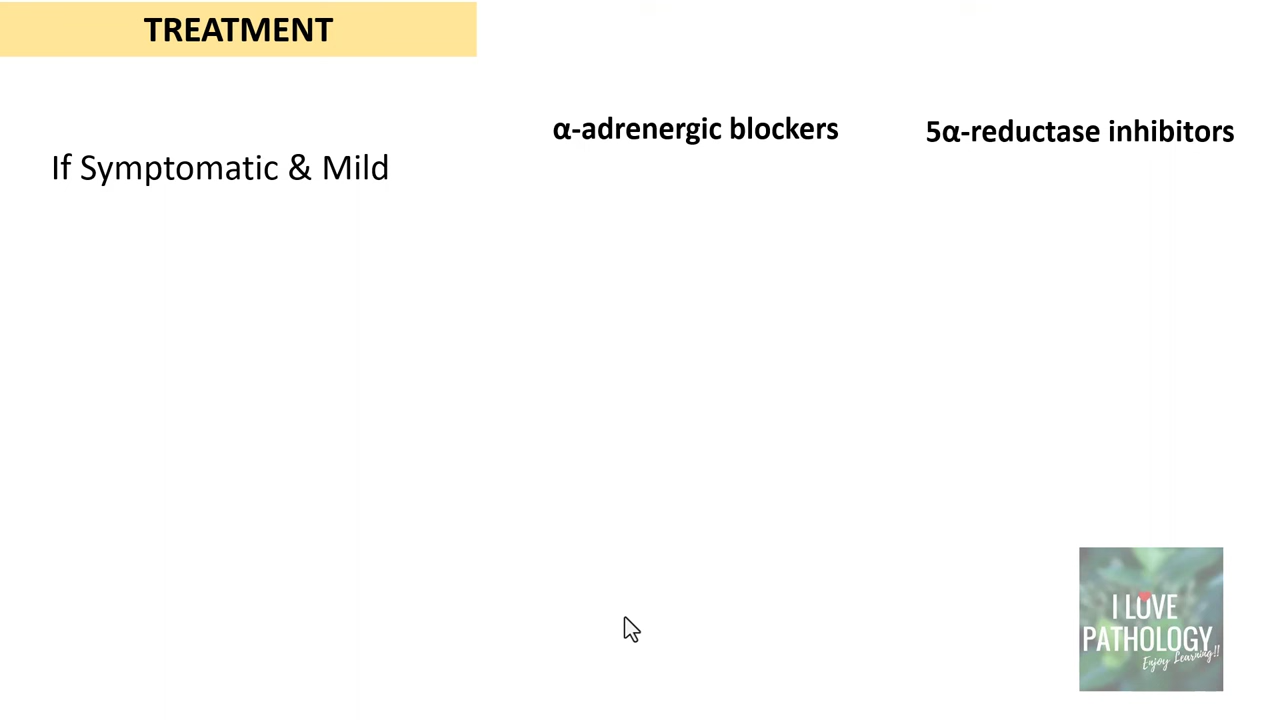 TREATMENT
α-adrenergic blockers
5α-reductase inhibitors
If Symptomatic & Mild
I LOVE
PATHOLOGY
Enjoy Learning!!